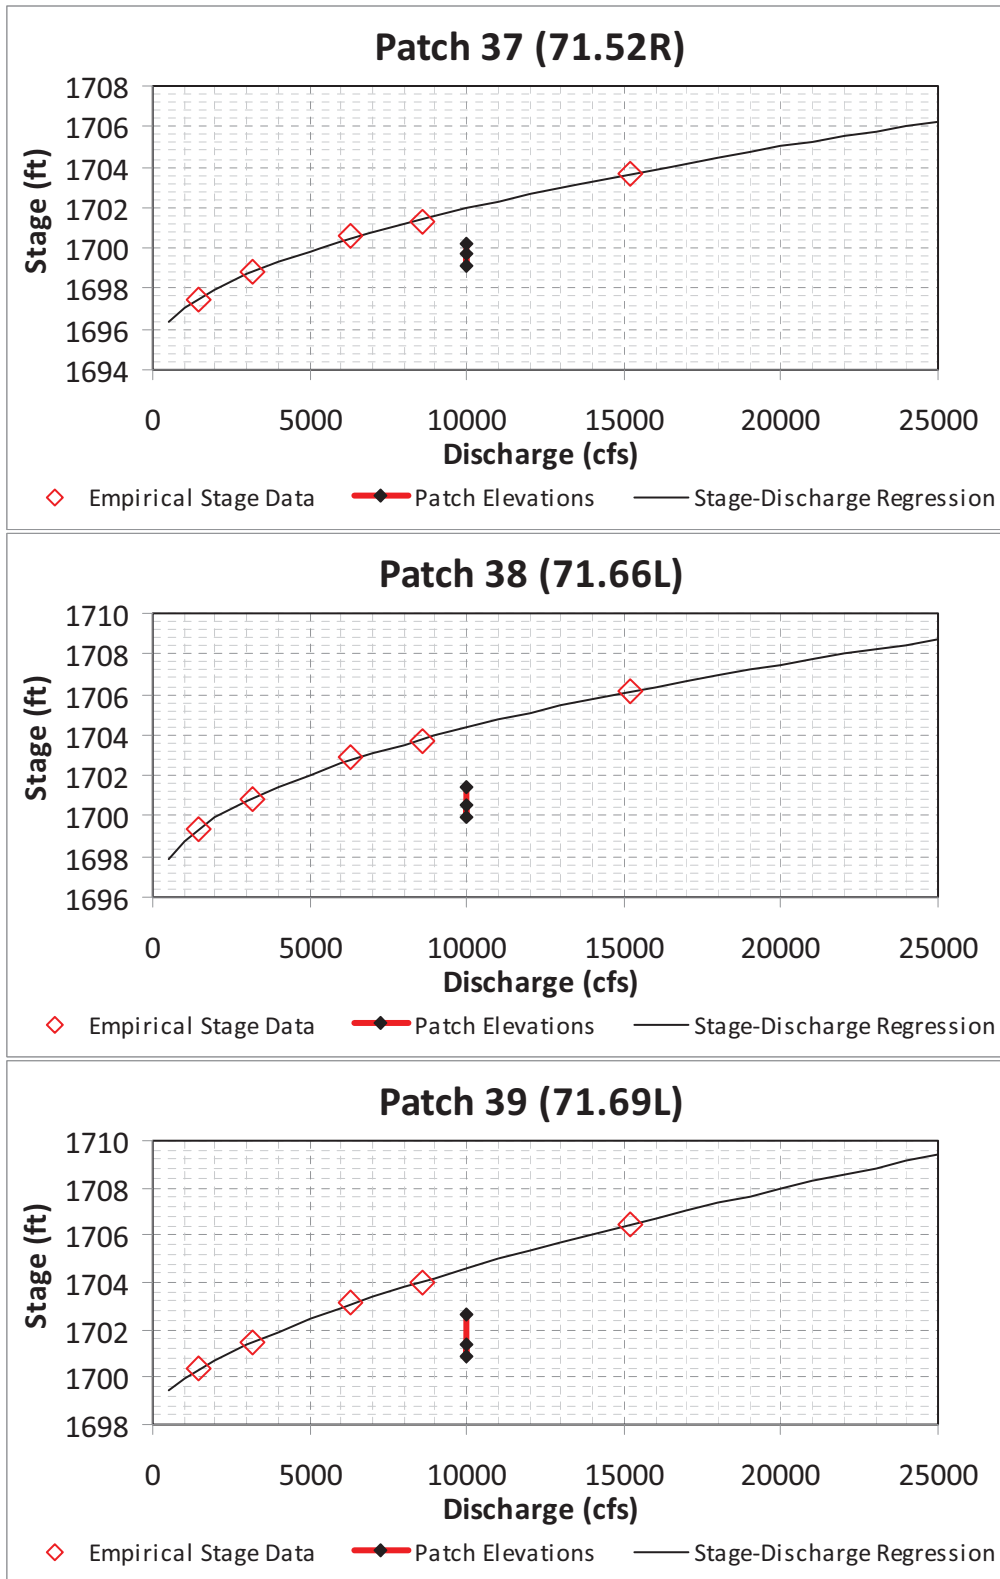 Patch 37 (71.52R)
Stage (ft)
1708
1706
1704
1702
1700
1698
1696
1694
0 5000 10000 15000 20000 25000
Discharge (cfs)
Empirical Stage Data Patch Elevations Stage-Discharge Regression
Patch 38 (71.66L)
Stage (ft)
1710
1708
1706
1704
1702
1700
1698
1696
0 5000 10000 15000 20000 25000
Discharge (cfs)
Empirical Stage Data Patch Elevations Stage-Discharge Regression
Patch 39 (71.69L)
Stage (ft)
1710
1708
1706
1704
1702
1700
1698
0 5000 10000 15000 20000 25000
Discharge (cfs)
Empirical Stage Data Patch Elevations Stage-Discharge Regression